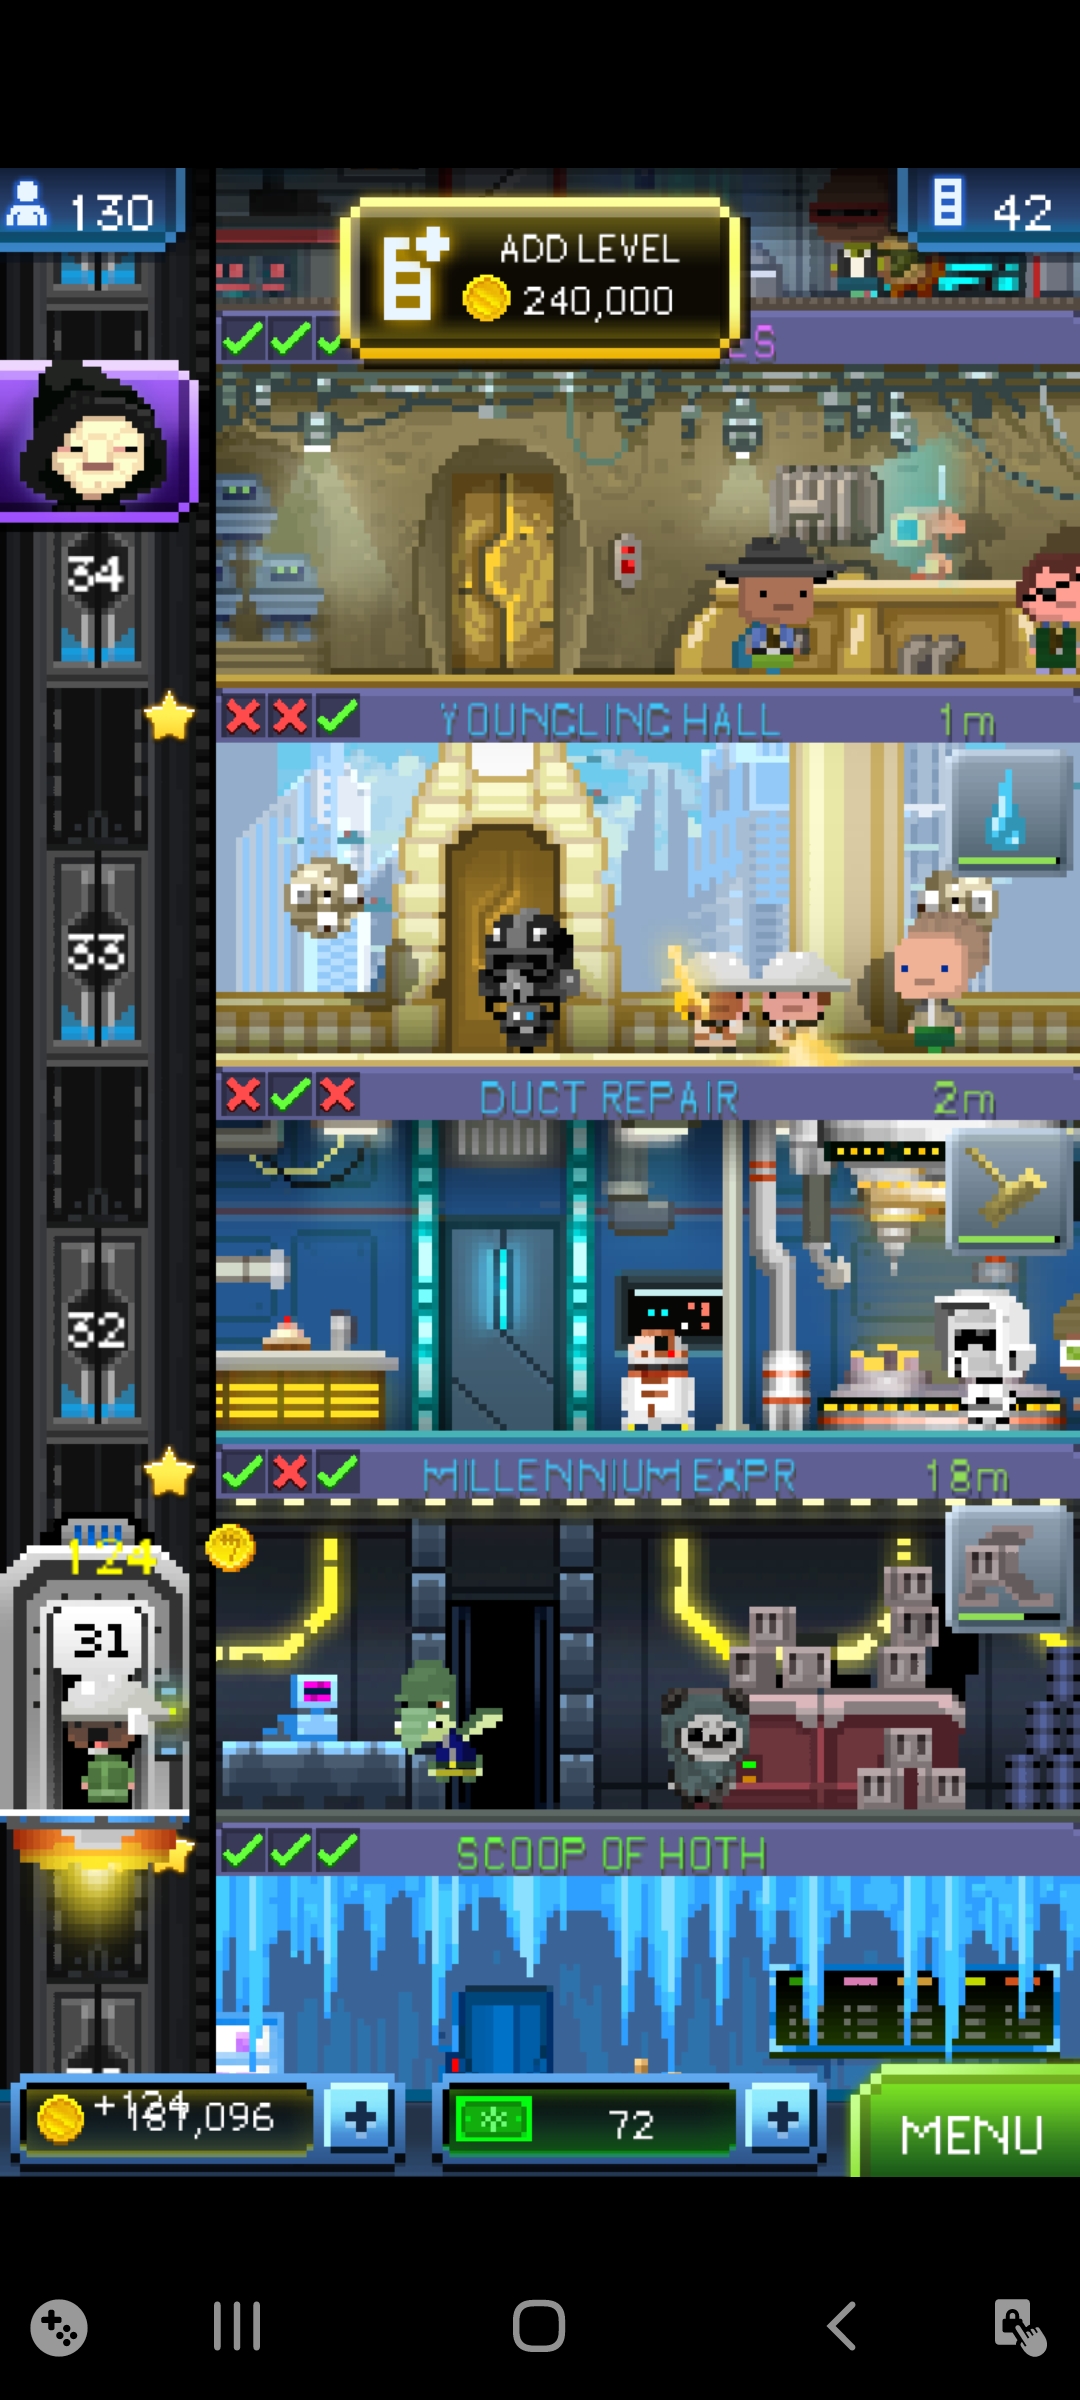 130
ADD LEVEL
240,000
42
34
YOUNGLING HALL 1m
33
DUCT REPAIR 2m
32
MILLENNIUM EXPR 18m
124
31
SCOOP OF HOTH
72
MENU